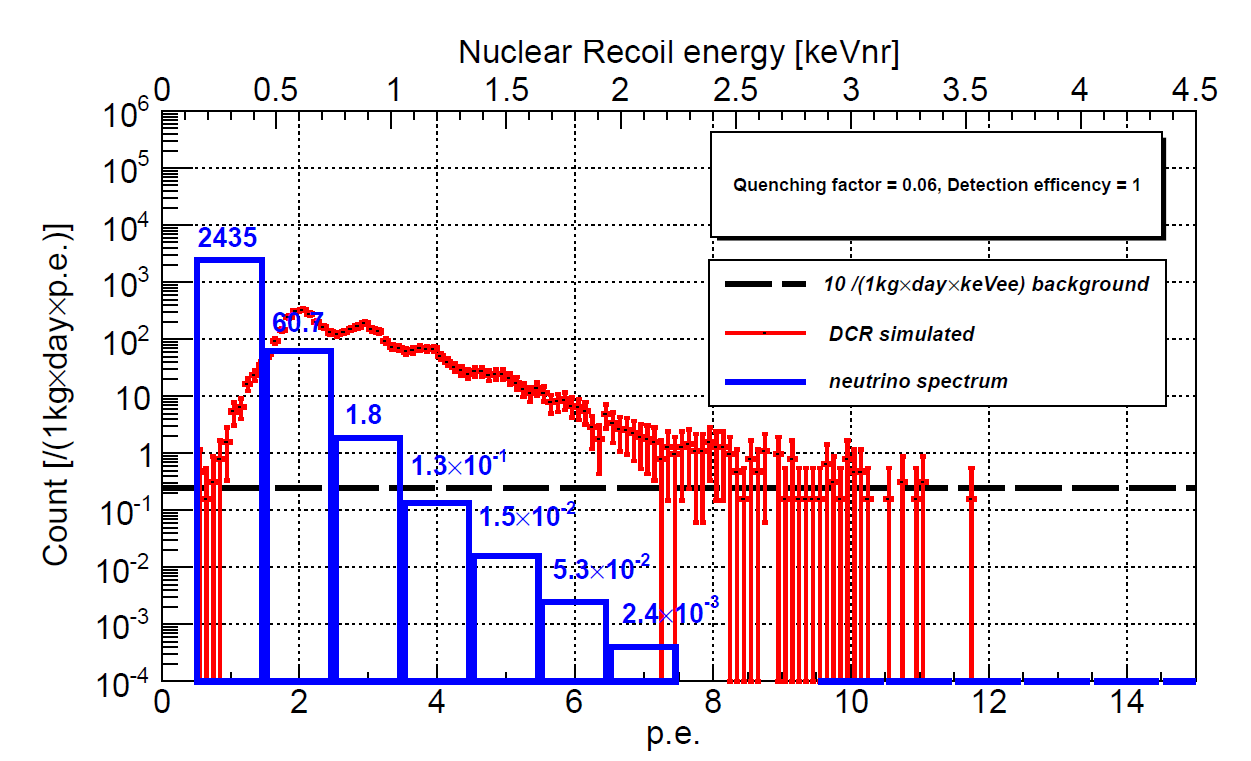 Nuclear Recoil energy [keVnr]
0 0.5 1 1.5 2 2.5 3 3.5 4 4.5
10⁶
10⁵
10⁴
10³
10²
10
1
10⁻¹
10⁻²
10⁻³
10⁻⁴
Count [/(1kg×day×p.e.)]
Quenching factor = 0.06, Detection efficency = 1
10 /(1kg×day×keVee) background
DCR simulated
neutrino spectrum
2435
60.7
1.8
1.3×10⁻¹
1.5×10⁻²
5.3×10⁻²
2.4×10⁻³
0 2 4 6 8 10 12 14
p.e.